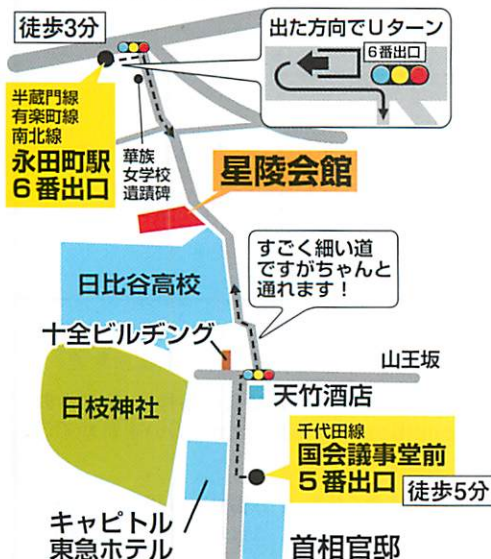 徒歩3分
出た方向でUターン
6番出口
半蔵門線
有楽町線
南北線
永田町駅
6番出口
華族
女学校
遺蹟碑
星陵会館
すごく細い道
ですがちゃんと
通れます！
日比谷高校
十全ビルヂング
山王坂
天竹酒店
日枝神社
千代田線
国会議事堂前
5番出口
徒歩5分
キャピトル
東急ホテル
首相官邸